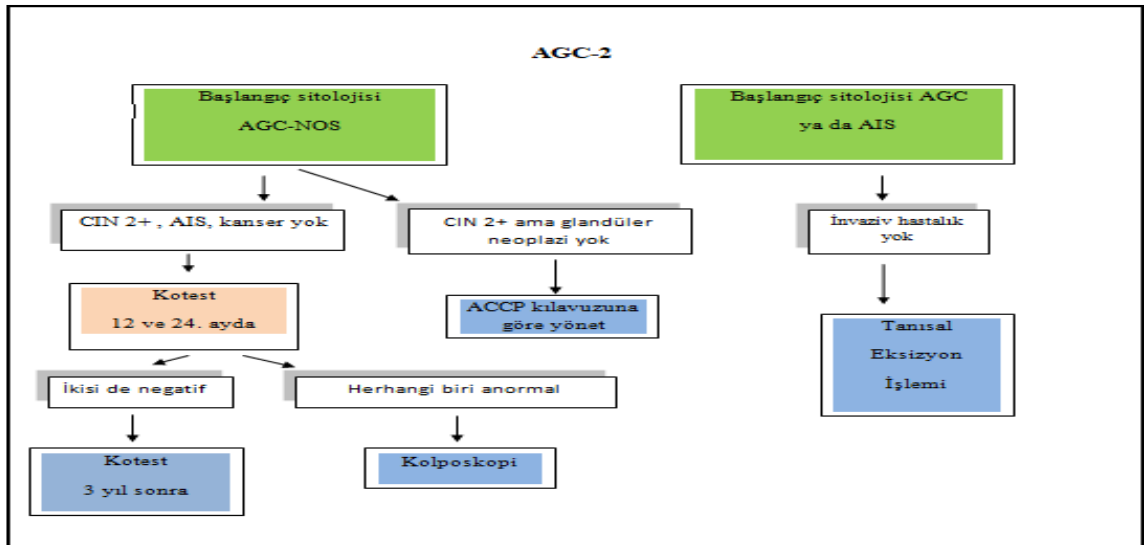 AGC-2
Başlangıç sitolojisi
AGC-NOS
Başlangıç sitolojisi AGC
ya da AIS
CIN 2+ , AIS, kanser yok
CIN 2+ ama glandüler
neoplazi yok
İnvaziv hastalık
yok
Kotest
12 ve 24. ayda
ACCP kılavuzuna
göre yönet
Tanısal
Eksizyon
İşlemi
İkisi de negatif
Herhangi biri anormal
Kotest
3 yıl sonra
Kolposkopi